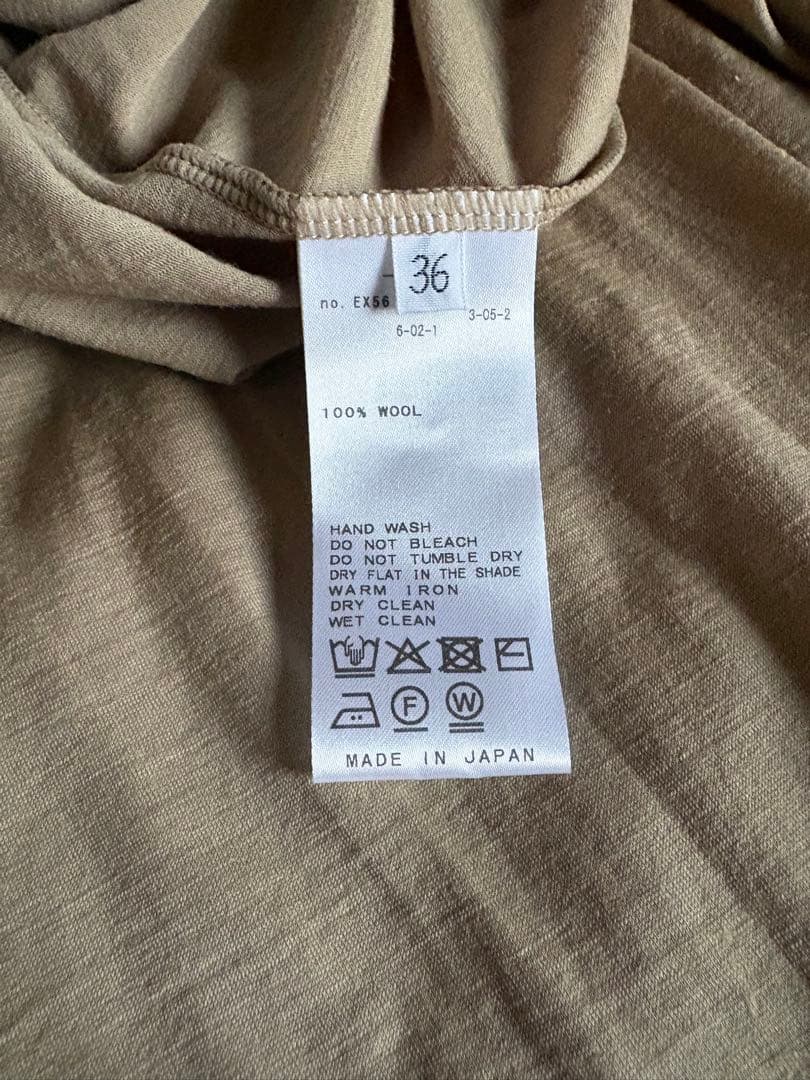 36
no. EX56
3-05-2
6-02-1
100% WOOL
HAND WASH
DO NOT BLEACH
DO NOT TUMBLE DRY
DRY FLAT IN THE SHADE
WARM IRON
DRY CLEAN
WET CLEAN
F W
MADE IN JAPAN